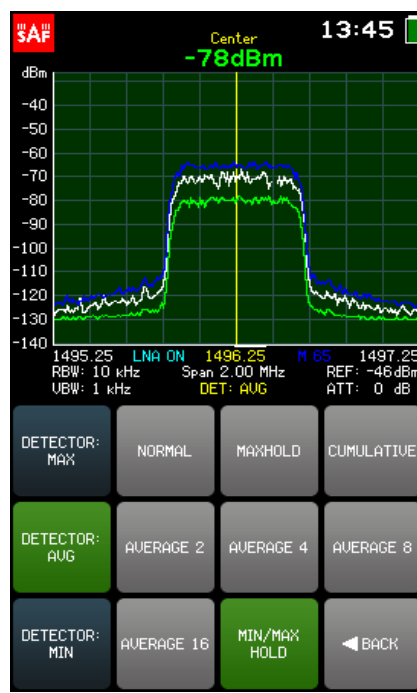 SAF
Center
13:45
-78dBm
dBm
-40
-50
-60
-70
-80
-90
-100
-110
-120
-130
-140
1495.25 LNA ON 1496.25 M 65 1497.25
RBW: 10 kHz Span 2.00 MHz REF: -46dBm
VBW: 1 kHz DET: AVG ATT: 0 dB
DETECTOR: MAX
NORMAL
MAXHOLD
CUMULATIVE
DETECTOR: AVG
AVERAGE 2
AVERAGE 4
AVERAGE 8
DETECTOR: MIN
AVERAGE 16
MIN/MAX HOLD
BACK